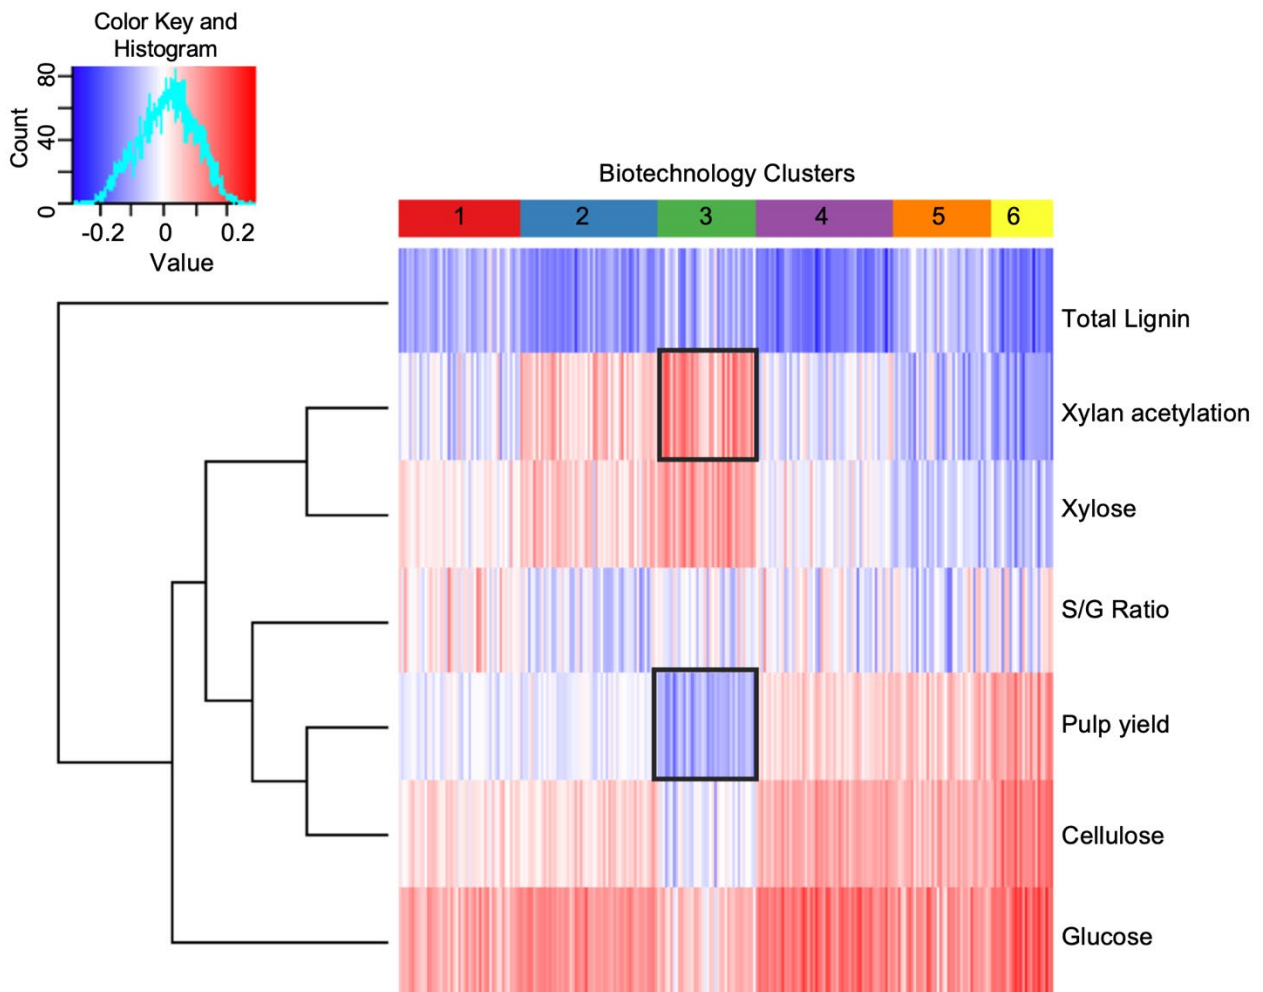 Color Key and
Histogram
80
40
0
Count
-0.2 0 0.2
Value
Biotechnology Clusters
1 2 3 4 5 6
Total Lignin
Xylan acetylation
Xylose
S/G Ratio
Pulp yield
Cellulose
Glucose